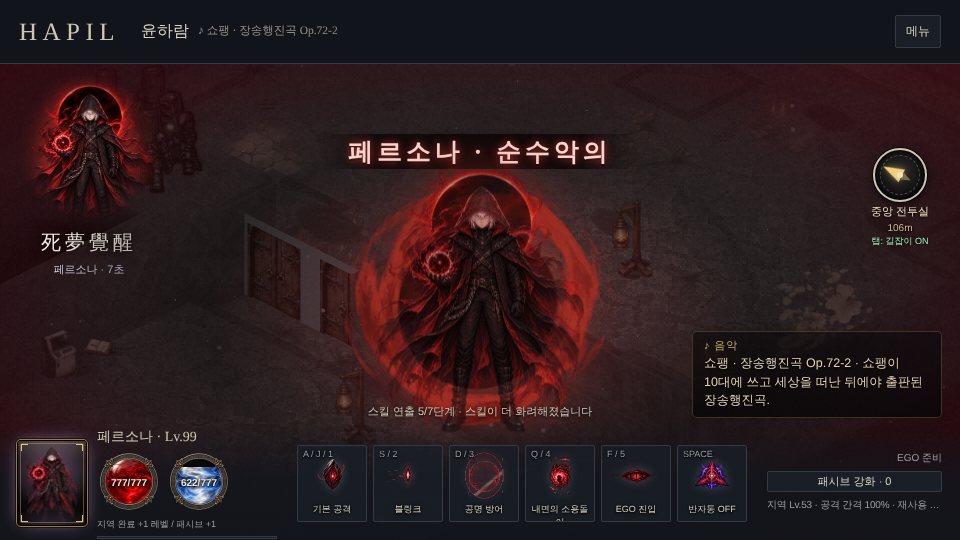 HAPIL
윤하람
♪ 쇼팽 · 장송행진곡 Op.72-2
메뉴
페르소나 · 순수악의
死夢覺醒
페르소나 · 7초
중앙 전투실
106m
탭: 길잡이 ON
♪ 음악
쇼팽 · 장송행진곡 Op.72-2 · 쇼팽이
10대에 쓰고 세상을 떠난 뒤에야 출판된
장송행진곡.
스킬 연출 5/7단계 · 스킬이 더 화려해졌습니다
페르소나 · Lv.99
777/777
622/777
지역 완료 +1 레벨 / 패시브 +1
A / J / 1
기본 공격
S / 2
블링크
D / 3
공명 방어
Q / 4
내면의 소용돌
F / 5
EGO 진입
SPACE
반자동 OFF
EGO 준비
패시브 강화 · 0
지역 Lv.53 · 공격 간격 100% · 재사용 ...